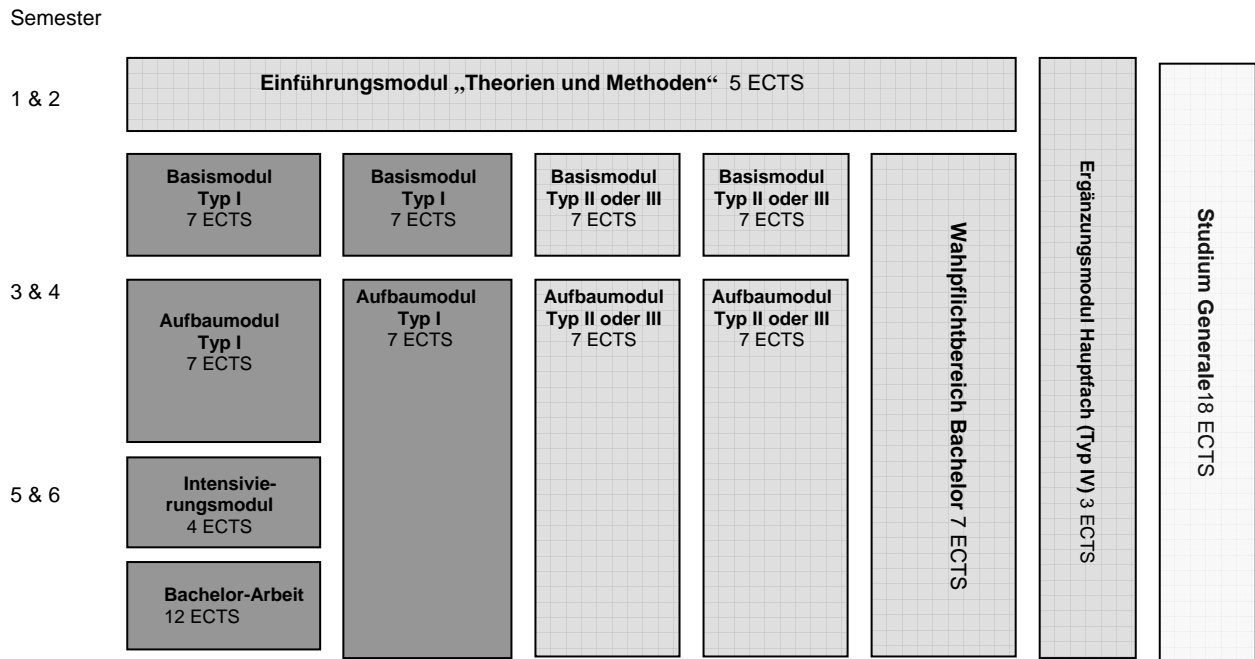 Semester
1 & 2
Einführungsmodul „Theorien und Methoden“ 5 ECTS
Basismodul
Typ I
7 ECTS
Basismodul
Typ I
7 ECTS
Basismodul
Typ II oder III
7 ECTS
Basismodul
Typ II oder III
7 ECTS
Wahlpflichtbereich Bachelor 7 ECTS
Ergänzungsmodul Hauptfach (Typ IV) 3 ECTS
Studium Generale18 ECTS
3 & 4
Aufbaumodul
Typ I
7 ECTS
Aufbaumodul
Typ I
7 ECTS
Aufbaumodul
Typ II oder III
7 ECTS
Aufbaumodul
Typ II oder III
7 ECTS
5 & 6
Intensivie-
rungsmodul
4 ECTS
Bachelor-Arbeit
12 ECTS